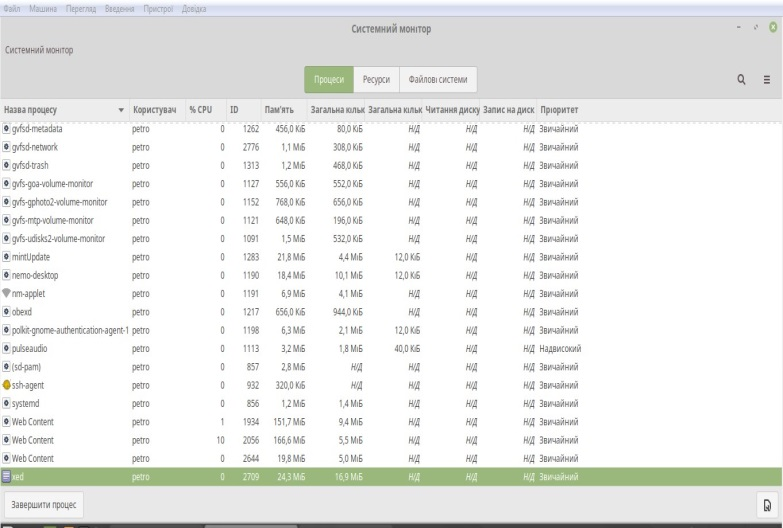 Файл Машина Перегляд Введення Пристрої Довідка
Системний монітор
Системний монітор
Процеси Ресурси Файлові системи
Назва процесу Користувач % CPU ID Пам'ять Загальна кільк Загальна кільк Читання диску Запис на диск Пріоритет
gvfsd-metadata petro 0 1262 456,0 КіБ 80,0 КіБ Н/Д Н/Д Н/Д Звичайний
gvfsd-network petro 0 2776 1,1 МіБ 308,0 КіБ Н/Д Н/Д Н/Д Звичайний
gvfsd-trash petro 0 1313 1,2 МіБ 468,0 КіБ Н/Д Н/Д Н/Д Звичайний
gvfs-goa-volume-monitor petro 0 1127 556,0 КіБ 552,0 КіБ Н/Д Н/Д Н/Д Звичайний
gvfs-gphoto2-volume-monitor petro 0 1152 768,0 КіБ 656,0 КіБ Н/Д Н/Д Н/Д Звичайний
gvfs-mtp-volume-monitor petro 0 1121 648,0 КіБ 196,0 КіБ Н/Д Н/Д Н/Д Звичайний
gvfs-udisks2-volume-monitor petro 0 1091 1,5 МіБ 532,0 КіБ Н/Д Н/Д Н/Д Звичайний
mintUpdate petro 0 1283 21,8 МіБ 4,4 МіБ 12,0 КіБ Н/Д Н/Д Звичайний
nemo-desktop petro 0 1190 18,4 МіБ 10,1 МіБ 12,0 КіБ Н/Д Н/Д Звичайний
nm-applet petro 0 1191 6,9 МіБ 4,1 МіБ Н/Д Н/Д Н/Д Звичайний
obexd petro 0 1217 656,0 КіБ 944,0 КіБ Н/Д Н/Д Н/Д Звичайний
polkit-gnome-authentication-agent-1 petro 0 1198 6,3 МіБ 2,1 МіБ 12,0 КіБ Н/Д Н/Д Звичайний
pulseaudio petro 0 1113 3,2 МіБ 1,8 МіБ 40,0 КіБ Н/Д Н/Д Надвисокий
(sd-pam) petro 0 857 2,8 МіБ Н/Д Н/Д Н/Д Н/Д Звичайний
ssh-agent petro 0 932 320,0 КіБ Н/Д Н/Д Н/Д Н/Д Звичайний
systemd petro 0 856 1,2 МіБ 1,4 МіБ Н/Д Н/Д Н/Д Звичайний
Web Content petro 1 1934 151,7 МіБ 9,4 МіБ Н/Д Н/Д Н/Д Звичайний
Web Content petro 10 2056 166,6 МіБ 5,5 МіБ Н/Д Н/Д Н/Д Звичайний
Web Content petro 0 2644 19,8 МіБ 5,0 МіБ Н/Д Н/Д Н/Д Звичайний
xed petro 0 2709 24,3 МіБ 16,9 МіБ Н/Д Н/Д Н/Д Звичайний
Завершити процес